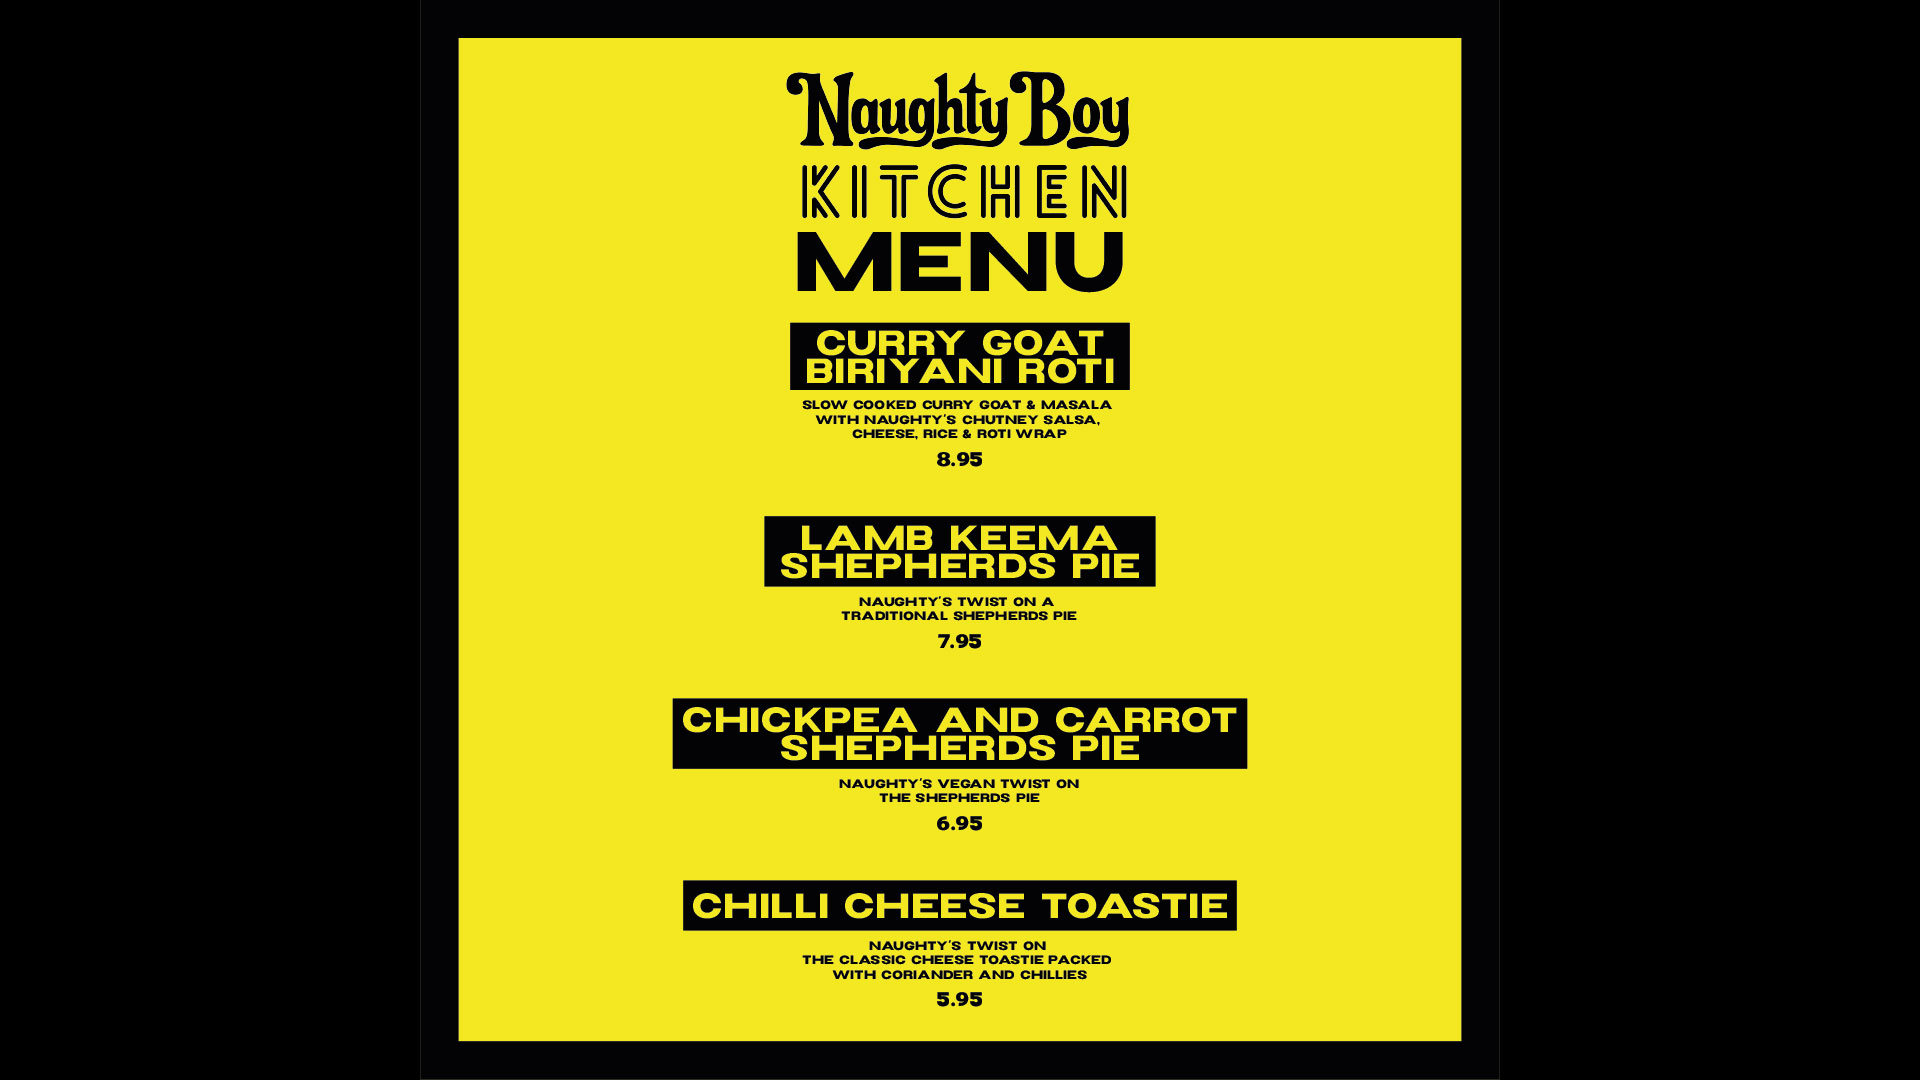 Naughty Boy
KITCHEN
MENU
CURRY GOAT
BIRIYANI ROTI
SLOW COOKED CURRY GOAT & MASALA
WITH NAUGHTY'S CHUTNEY SALSA,
CHEESE, RICE & ROTI WRAP
8.95
LAMB KEEMA
SHEPHERDS PIE
NAUGHTY'S TWIST ON A
TRADITIONAL SHEPHERDS PIE
7.95
CHICKPEA AND CARROT
SHEPHERDS PIE
NAUGHTY'S VEGAN TWIST ON
THE SHEPHERDS PIE
6.95
CHILLI CHEESE TOASTIE
NAUGHTY'S TWIST ON
THE CLASSIC CHEESE TOASTIE PACKED
WITH CORIANDER AND CHILLIES
5.95